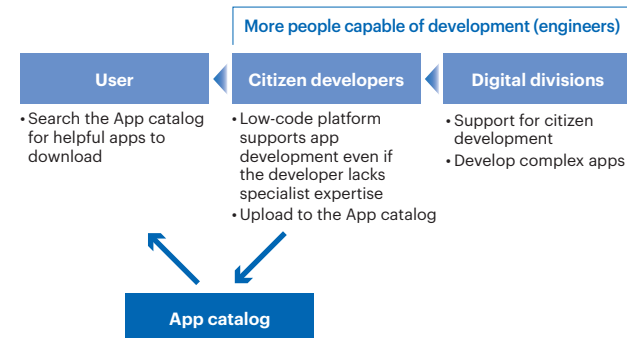 More people capable of development (engineers)
User
Citizen developers
Digital divisions
• Search the App catalog
for helpful apps to
download
• Low-code platform
supports app
development even if
the developer lacks
specialist expertise
• Upload to the App catalog
• Support for citizen
development
• Develop complex apps
App catalog